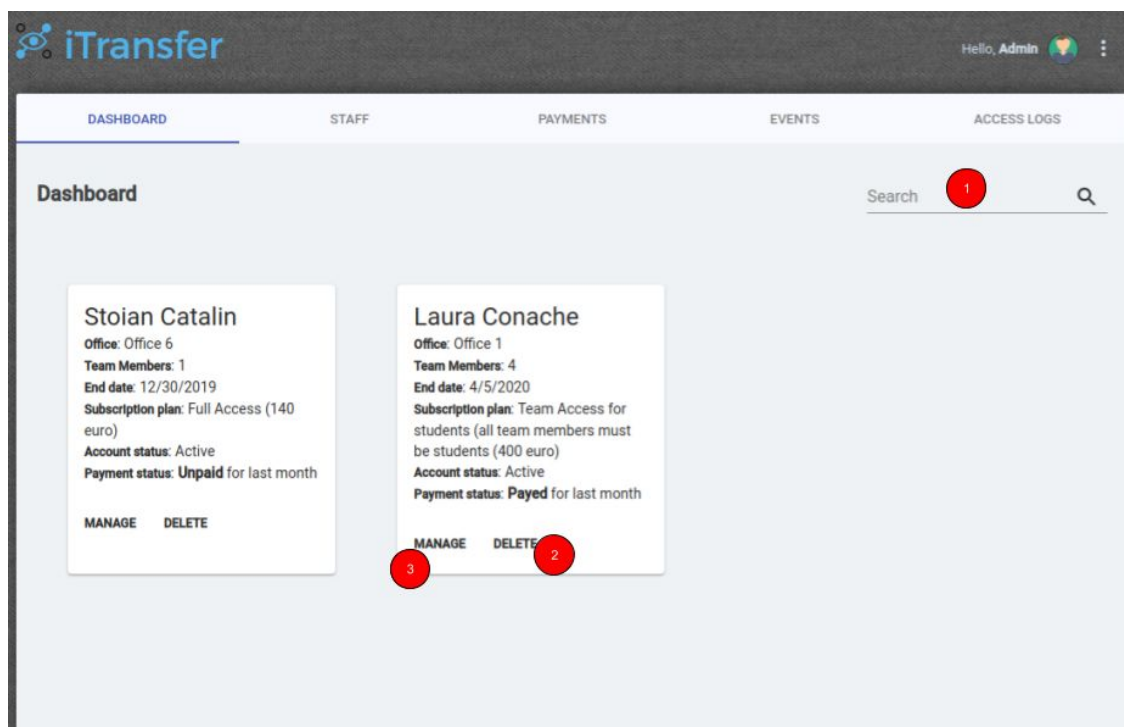 iTransfer
Hello, Admin
DASHBOARD STAFF PAYMENTS EVENTS ACCESS LOGS
Dashboard
Search 1
Stoian Catalin
Office: Office 6
Team Members: 1
End date: 12/30/2019
Subscription plan: Full Access (140
euro)
Account status: Active
Payment status: Unpaid for last month
MANAGE DELETE
Laura Conache
Office: Office 1
Team Members: 4
End date: 4/5/2020
Subscription plan: Team Access for
students (all team members must
be students (400 euro)
Account status: Active
Payment status: Payed for last month
MANAGE DELETE 2
3